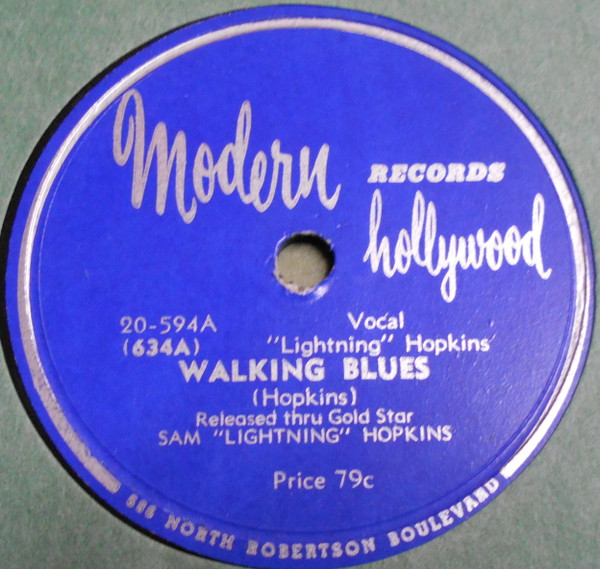 Modern RECORDS
hollywood
20-594A Vocal
(634A) "Lightning" Hopkins
WALKING BLUES
(Hopkins)
Released thru Gold Star
SAM "LIGHTNING" HOPKINS
Price 79c
686 NORTH ROBERTSON BOULEVARD